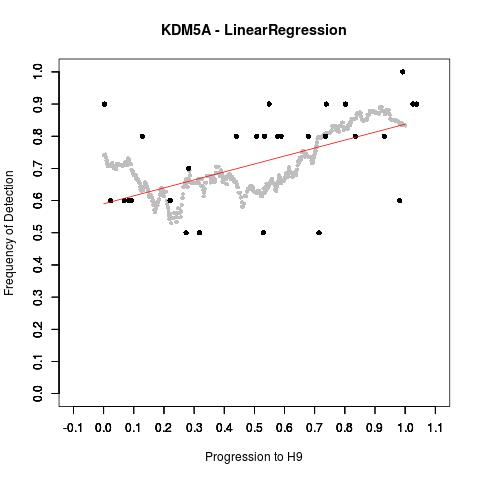 KDM5A - LinearRegression
Frequency of Detection
1.0
0.9
0.8
0.7
0.6
0.5
0.4
0.3
0.2
0.1
0.0
-0.1 0.0 0.1 0.2 0.3 0.4 0.5 0.6 0.7 0.8 0.9 1.0 1.1
Progression to H9